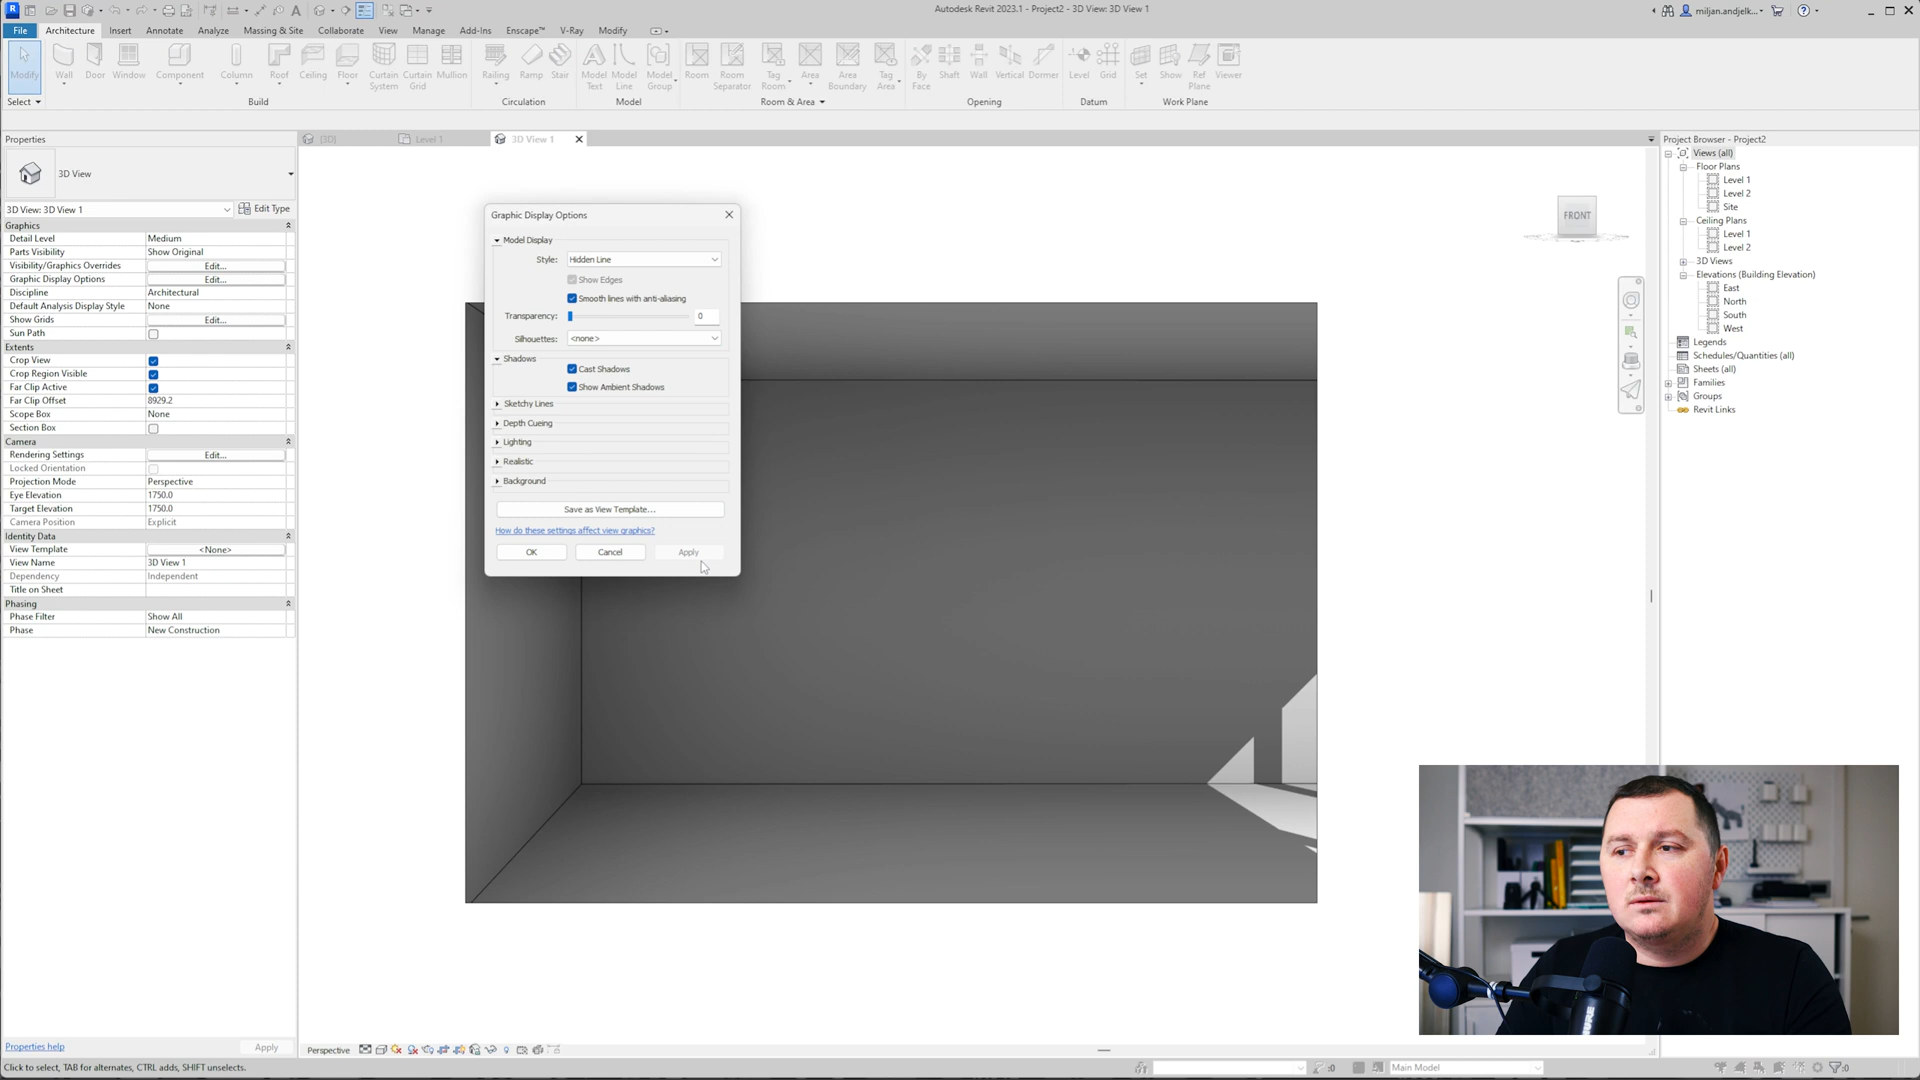 Autodesk Revit 2023.1 - Project2 - 3D View: 3D View 1
miljan.andjelk...
File Architecture Insert Annotate Analyze Massing & Site Collaborate View Manage Add-Ins Enscape™ V-Ray Modify
Modify Wall Door Window Component Column Roof Ceiling Floor Curtain System Curtain Grid Mullion Railing Ramp Stair Model Text Model Line Model Group Room Room Separator Tag Room Area Area Boundary Tag Area By Face Shaft Wall Vertical Dormer Level Grid Set Show Ref Plane Viewer
Select Build Circulation Model Room & Area Opening Datum Work Plane
Properties
3D View
3D View: 3D View 1 Edit Type
Graphics
Detail Level Medium
Parts Visibility Show Original
Visibility/Graphics Overrides Edit...
Graphic Display Options Edit...
Discipline Architectural
Default Analysis Display Style None
Show Grids Edit...
Sun Path
Extents
Crop View
Crop Region Visible
Far Clip Active
Far Clip Offset 8929.2
Scope Box None
Section Box
Camera
Rendering Settings Edit...
Locked Orientation
Projection Mode Perspective
Eye Elevation 1750.0
Target Elevation 1750.0
Camera Position Explicit
Identity Data
View Template <None>
View Name 3D View 1
Dependency Independent
Title on Sheet
Phasing
Phase Filter Show All
Phase New Construction
Properties help Apply
{3D} Level 1 3D View 1
Graphic Display Options
Model Display
Style: Hidden Line
Show Edges
Smooth lines with anti-aliasing
Transparency: 0
Silhouettes: <none>
Shadows
Cast Shadows
Show Ambient Shadows
Sketchy Lines
Depth Cueing
Lighting
Realistic
Background
Save as View Template...
How do these settings affect view graphics?
OK Cancel Apply
FRONT
Project Browser - Project2
Views (all)
Floor Plans
Level 1
Level 2
Site
Ceiling Plans
Level 1
Level 2
3D Views
Elevations (Building Elevation)
East
North
South
West
Legends
Schedules/Quantities (all)
Sheets (all)
Families
Groups
Revit Links
Perspective
Click to select, TAB for alternates, CTRL adds, SHIFT unselects.
:0 Main Model :0